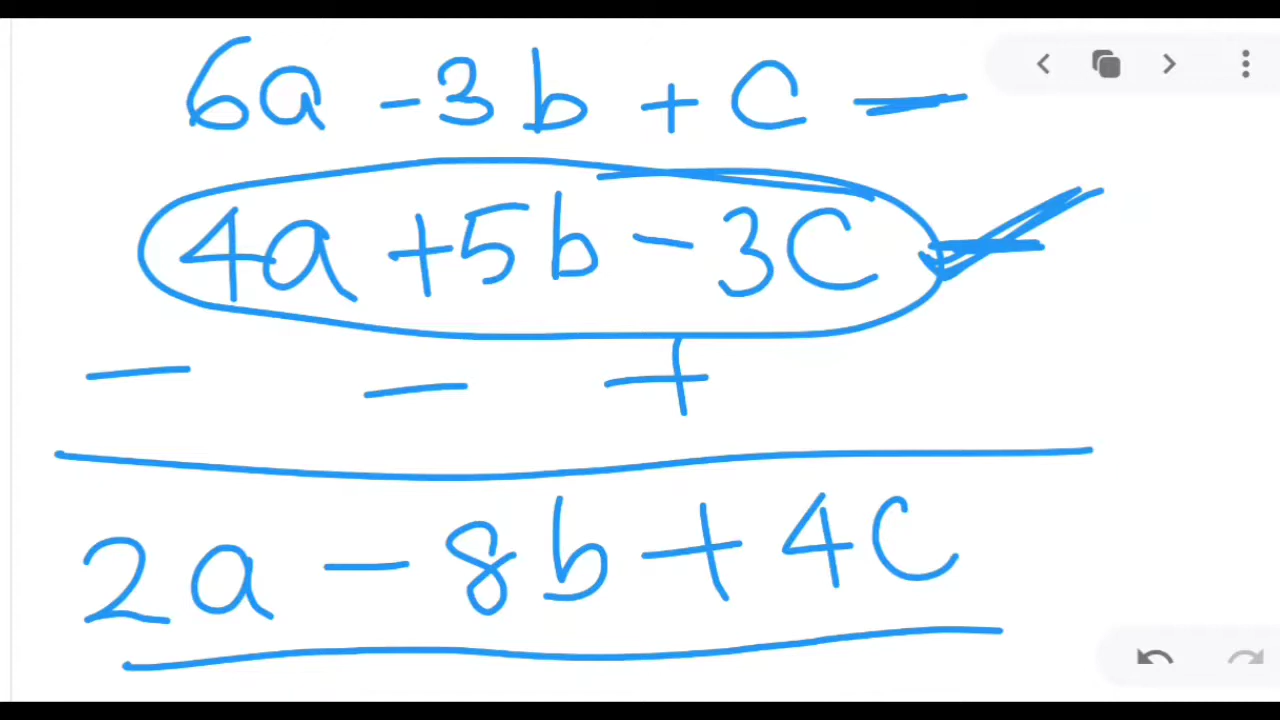 6a - 3b + c -
4a + 5b - 3c -
- - +
2a - 8b + 4c